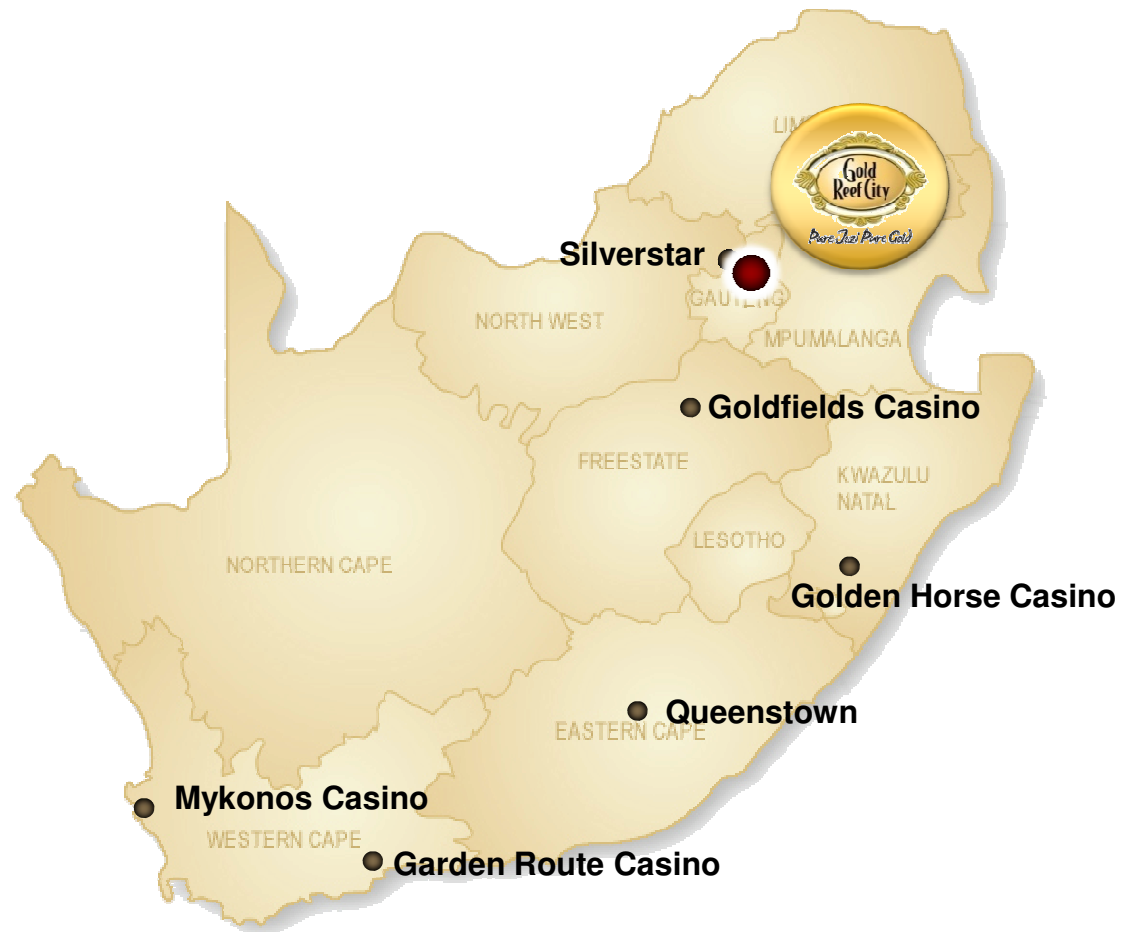 Gold
Reef City
Pure Jozi Pure Gold
Silverstar
GAUTENG
NORTH WEST
MPUMALANGA
Goldfields Casino
FREESTATE
KWAZULU
NATAL
LESOTHO
NORTHERN CAPE
Golden Horse Casino
Queenstown
EASTERN CAPE
Mykonos Casino
WESTERN CAPE
Garden Route Casino